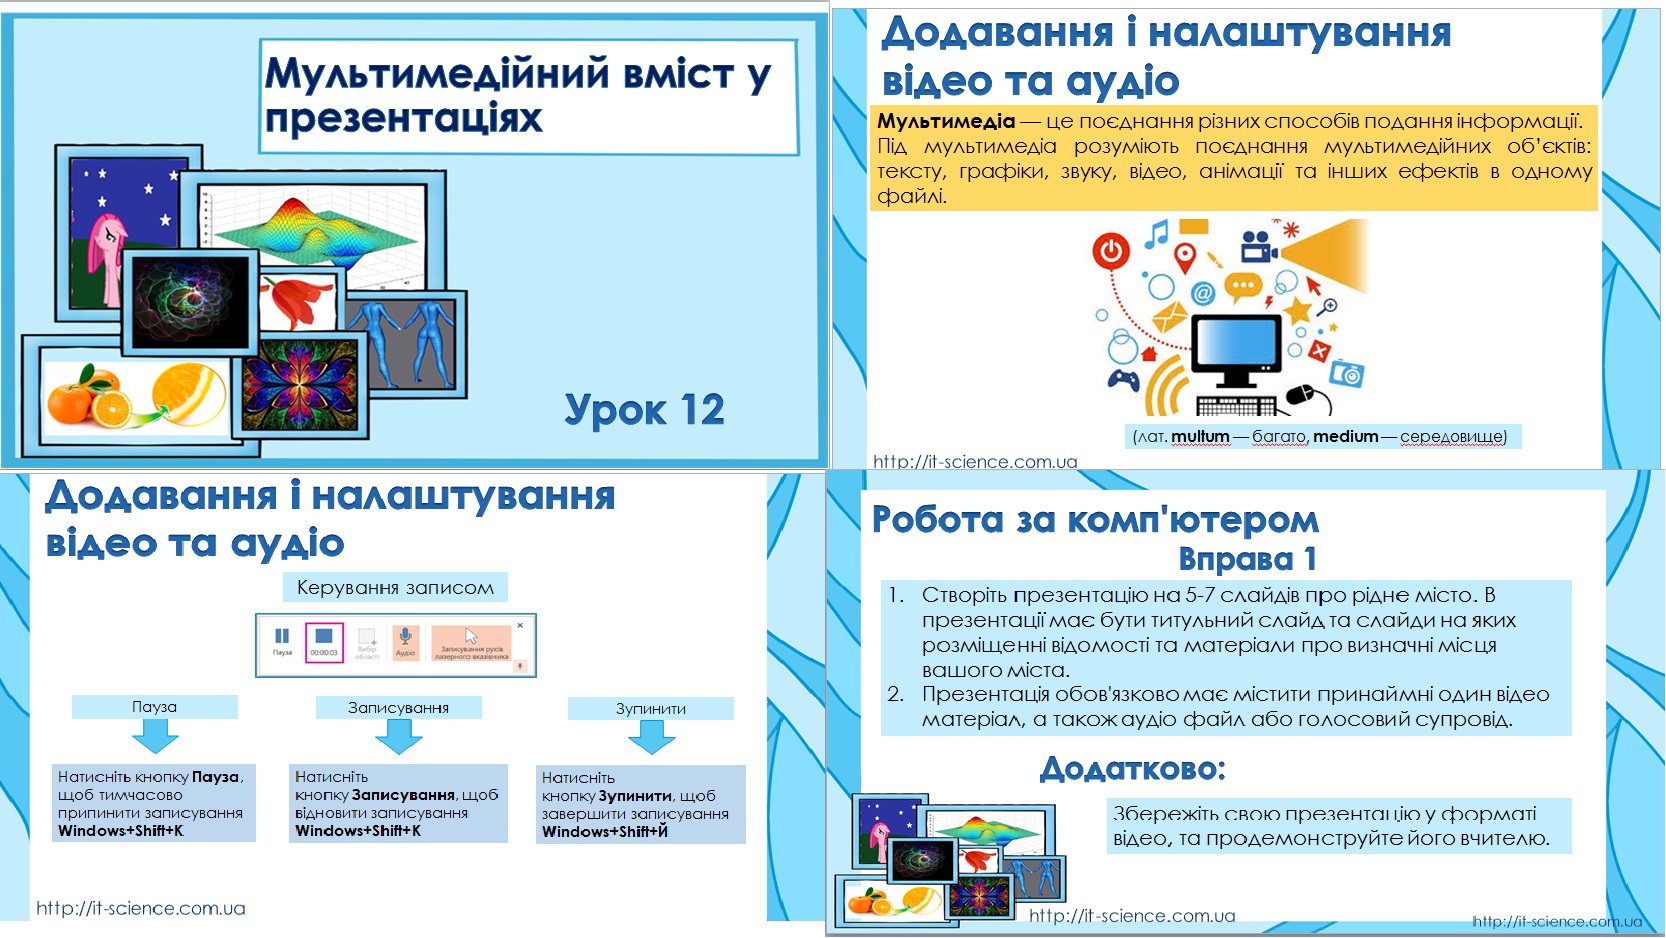 Мультимедійний вміст у
презентаціях
Урок 12
Додавання і налаштування
відео та аудіо
Мультимедіа — це поєднання різних способів подання інформації.
Під мультимедіа розуміють поєднання мультимедійних об’єктів:
тексту, графіки, звуку, відео, анімації та інших ефектів в одному
файлі.
(лат. multum — багато, medium — середовище)
http://it-science.com.ua
Додавання і налаштування
відео та аудіо
Керування записом
Пауза
00:00:03
Вибір
області
Аудіо
Записування рухів
лазерного вказівника
Пауза
Записування
Зупинити
Натисніть кнопку Пауза,
щоб тимчасово
припинити записування
Windows+Shift+К
Натисніть
кнопку Записування, щоб
відновити записування
Windows+Shift+К
Натисніть
кнопку Зупинити, щоб
завершити записування
Windows+Shift+Й
http://it-science.com.ua
Робота за комп'ютером
Вправа 1
1. Створіть презентацію на 5-7 слайдів про рідне місто. В
презентації має бути титульний слайд та слайди на яких
розміщенні відомості та матеріали про визначні місця
вашого міста.
2. Презентація обов'язково має містити принаймні один відео
матеріал, а також аудіо файл або голосовий супровід.
Додатково:
Збережіть свою презентацію у форматі
відео, та продемонструйте його вчителю.
http://it-science.com.ua
http://it-science.com.ua